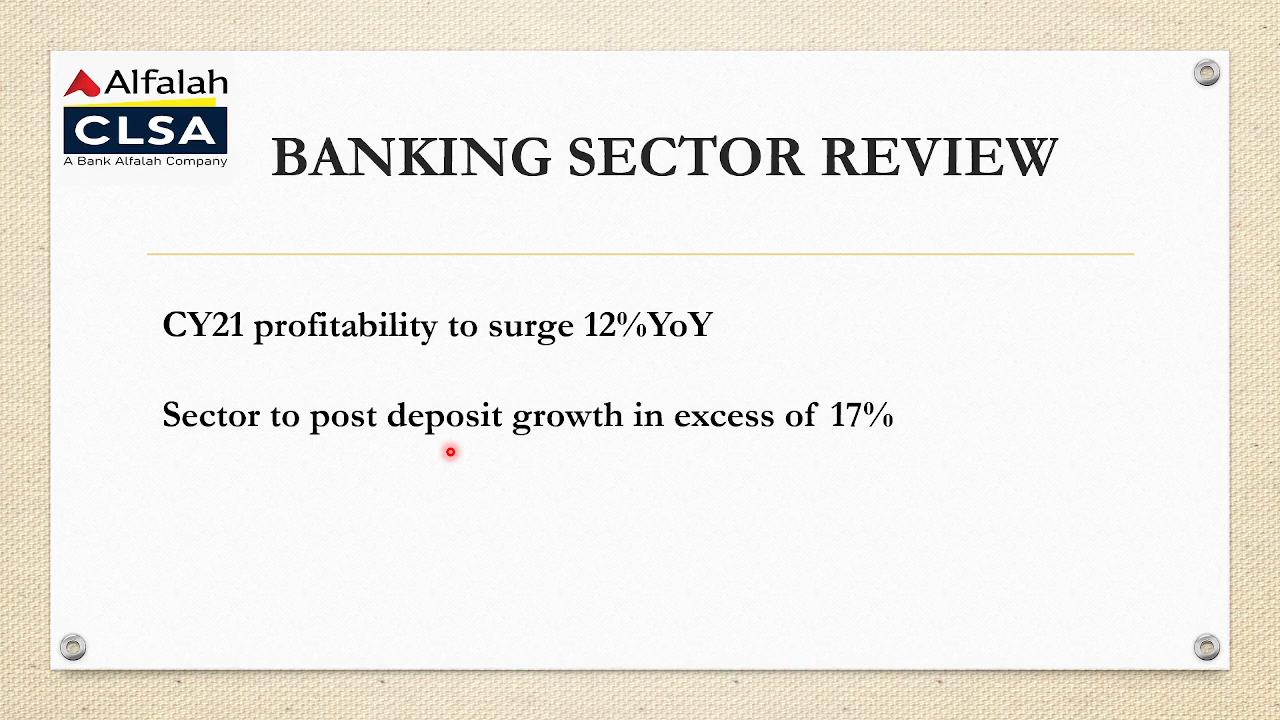 Alfalah
CLSA
A Bank Alfalah Company
BANKING SECTOR REVIEW
CY21 profitability to surge 12%YoY
Sector to post deposit growth in excess of 17%